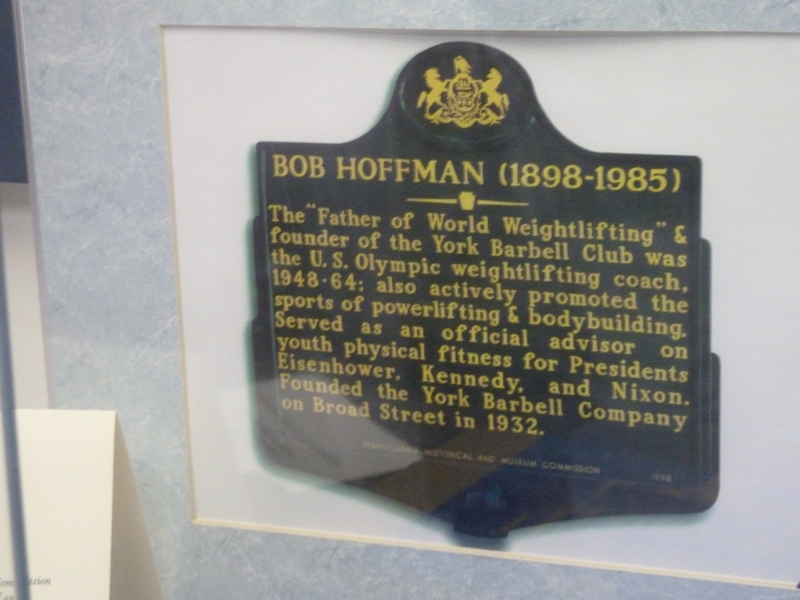 BOB HOFFMAN (1898-1985)
The "Father of World Weightlifting" &
founder of the York Barbell Club was
the U.S. Olympic weightlifting coach,
1948-64; also actively promoted the
sports of powerlifting & bodybuilding.
Served as an official advisor on
youth physical fitness for Presidents
Eisenhower, Kennedy, and Nixon.
Founded the York Barbell Company
on Broad Street in 1932.
PENNSYLVANIA HISTORICAL AND MUSEUM COMMISSION 1998